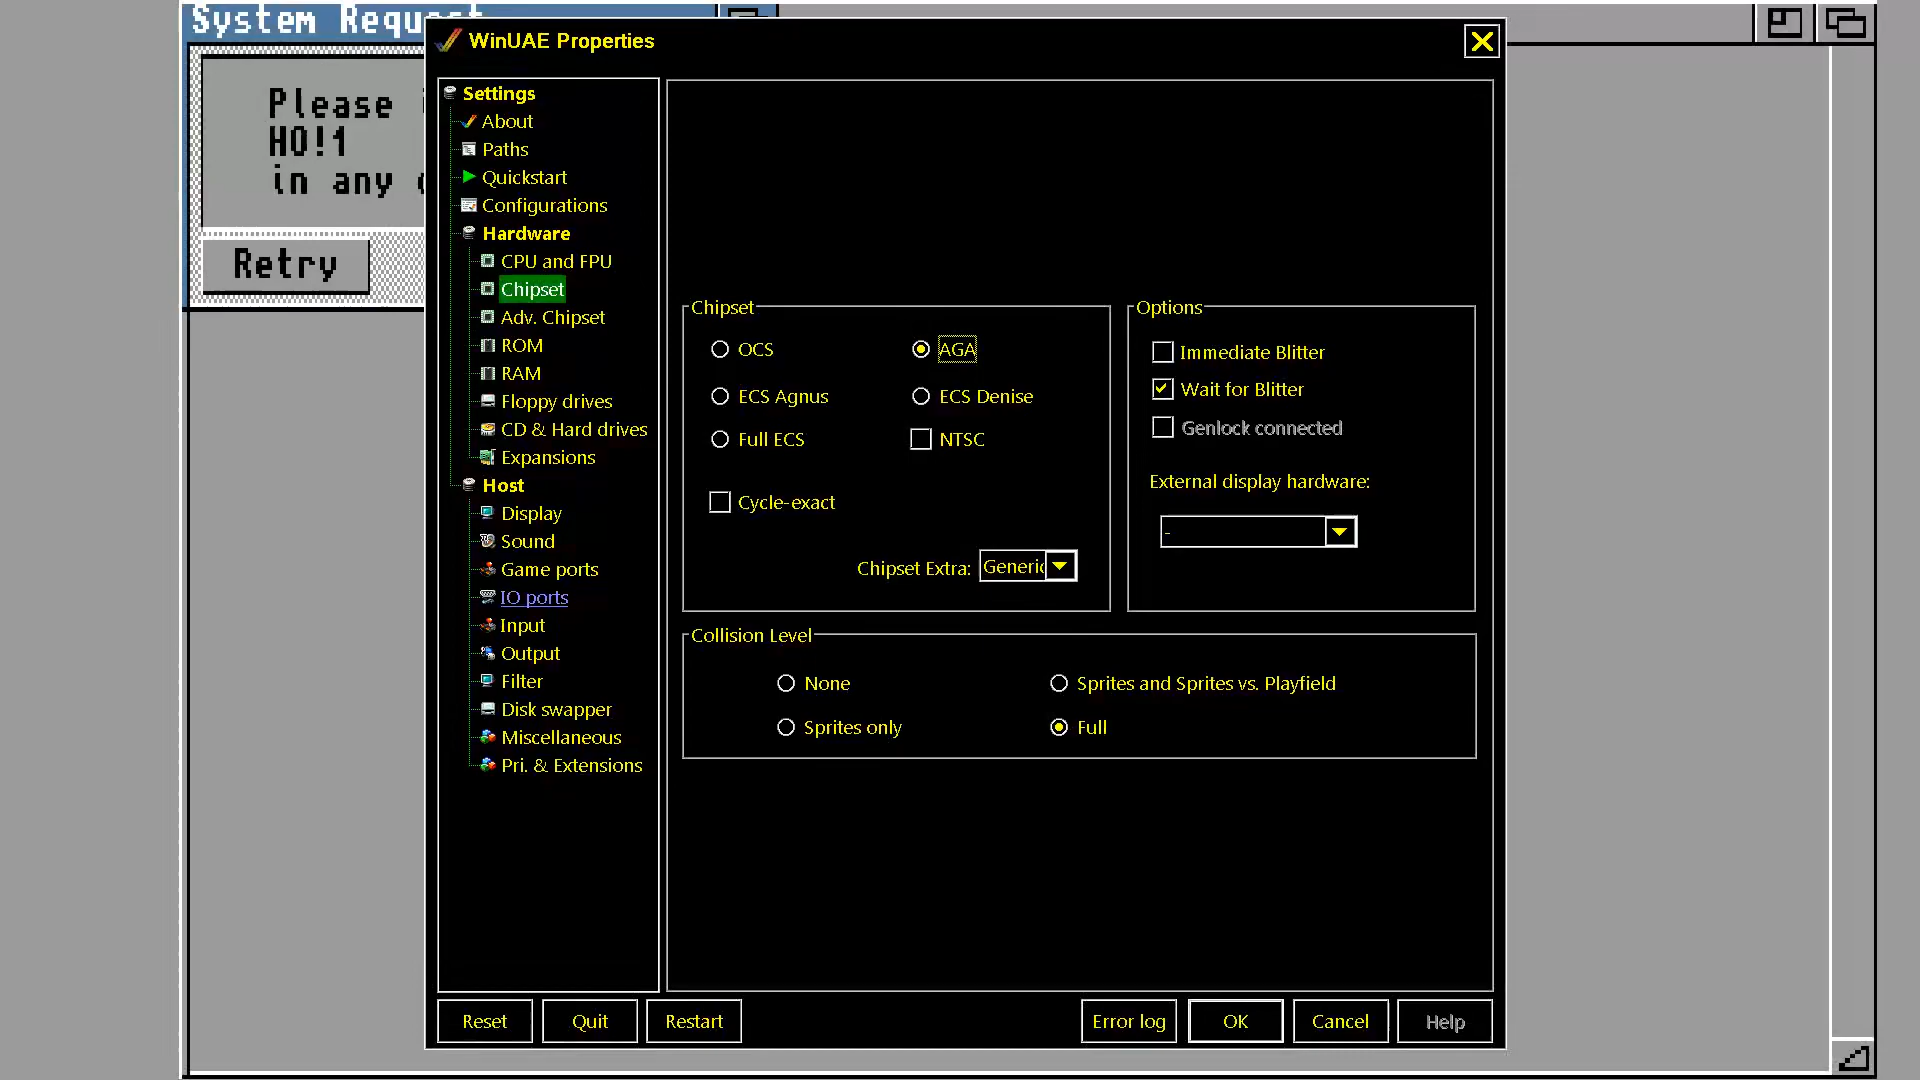 System Requ
Please
HO!1
in any
Retry
WinUAE Properties
Settings
About
Paths
Quickstart
Configurations
Hardware
CPU and FPU
Chipset
Adv. Chipset
ROM
RAM
Floppy drives
CD & Hard drives
Expansions
Host
Display
Sound
Game ports
IO ports
Input
Output
Filter
Disk swapper
Miscellaneous
Pri. & Extensions
Chipset
OCS
AGA
ECS Agnus
ECS Denise
Full ECS
NTSC
Cycle-exact
Chipset Extra: Generic
Options
Immediate Blitter
Wait for Blitter
Genlock connected
External display hardware:
-
Collision Level
None
Sprites and Sprites vs. Playfield
Sprites only
Full
Reset
Quit
Restart
Error log
OK
Cancel
Help